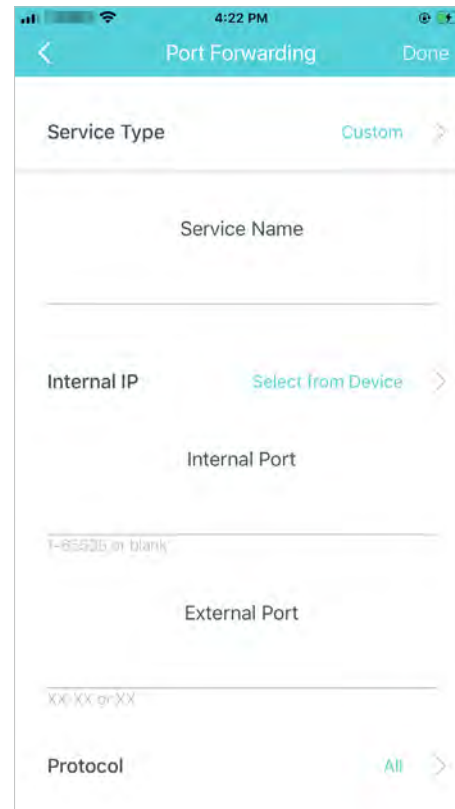 4:22 PM
Port Forwarding Done
Service Type Custom
Service Name
Internal IP Select from Device
Internal Port
1-65535 or blank
External Port
XX-XX or XX
Protocol All